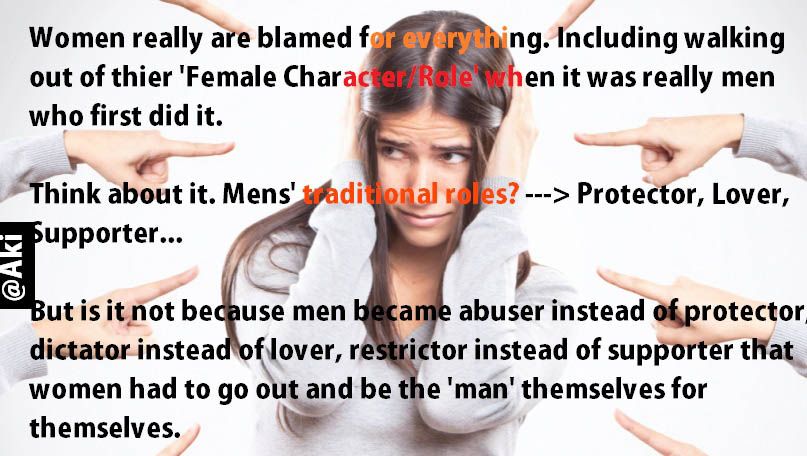 Women really are blamed for everything. Including walking
out of thier 'Female Character/Role' when it was really men
who first did it.
Think about it. Mens' traditional roles? ---> Protector, Lover,
Supporter...
@Aki
But is it not because men became abuser instead of protector,
dictator instead of lover, restrictor instead of supporter that
women had to go out and be the 'man' themselves for
themselves.